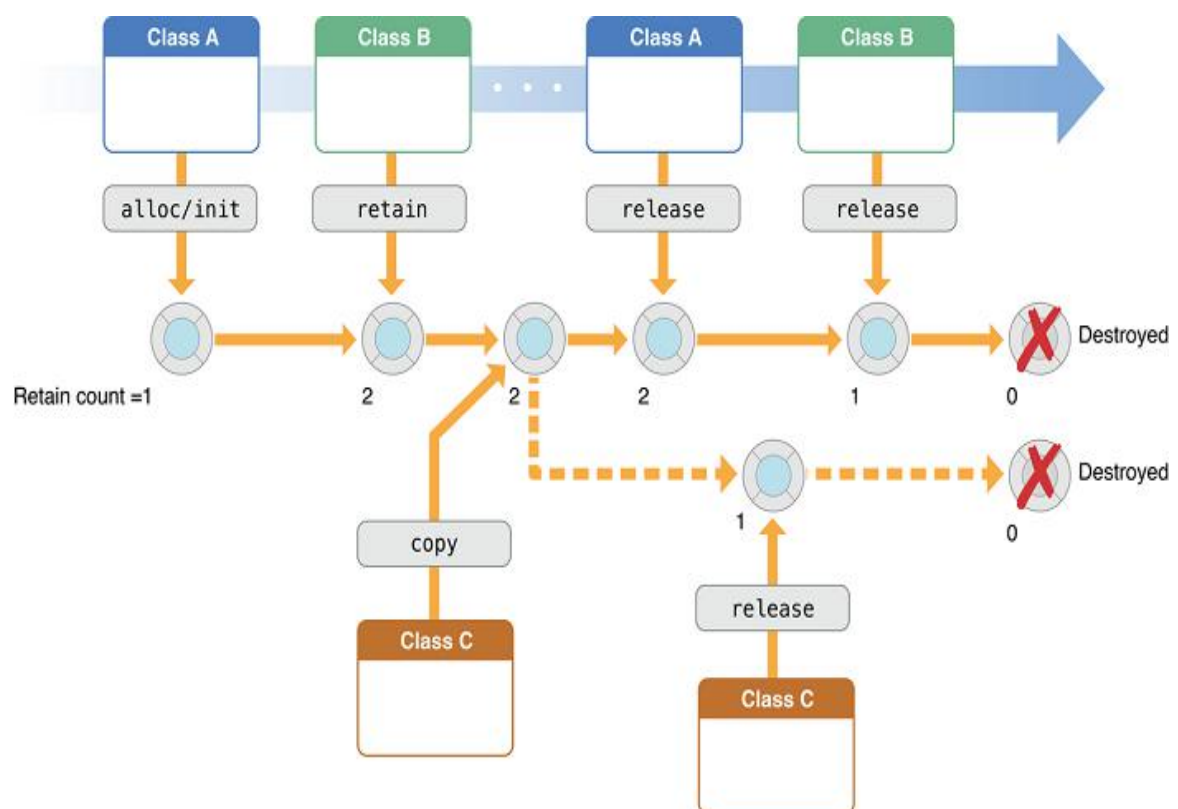 Class A
Class B
Class A
Class B
alloc/init
retain
release
release
Destroyed
Retain count =1
2
2
2
1
0
Destroyed
1
0
copy
release
Class C
Class C